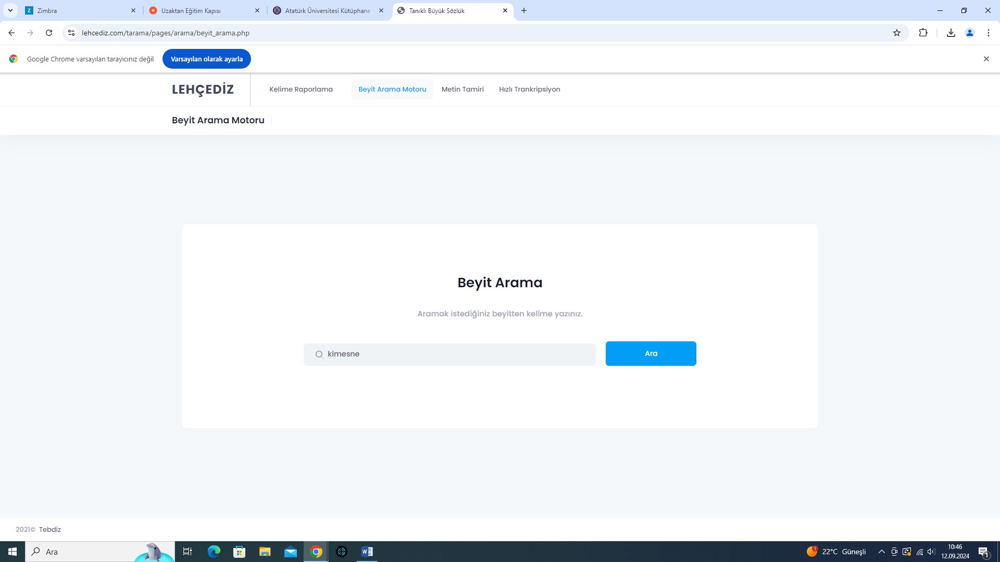 Zimbra
Uzaktan Eğitim Kapısı
Atatürk Üniversitesi Kütüphane
Tanıklı Büyük Sözlük
lehcediz.com/tarama/pages/arama/beyit_arama.php
Google Chrome varsayılan tarayıcınız değil
Varsayılan olarak ayarla
LEHÇEDİZ
Kelime Raporlama
Beyit Arama Motoru
Metin Tamiri
Hızlı Trankripsiyon
Beyit Arama Motoru
Beyit Arama
Aramak istediğiniz beyitten kelime yazınız.
kimesne
Ara
2021© Tebdiz
Ara
22°C Güneşli
10:46
12.09.2024